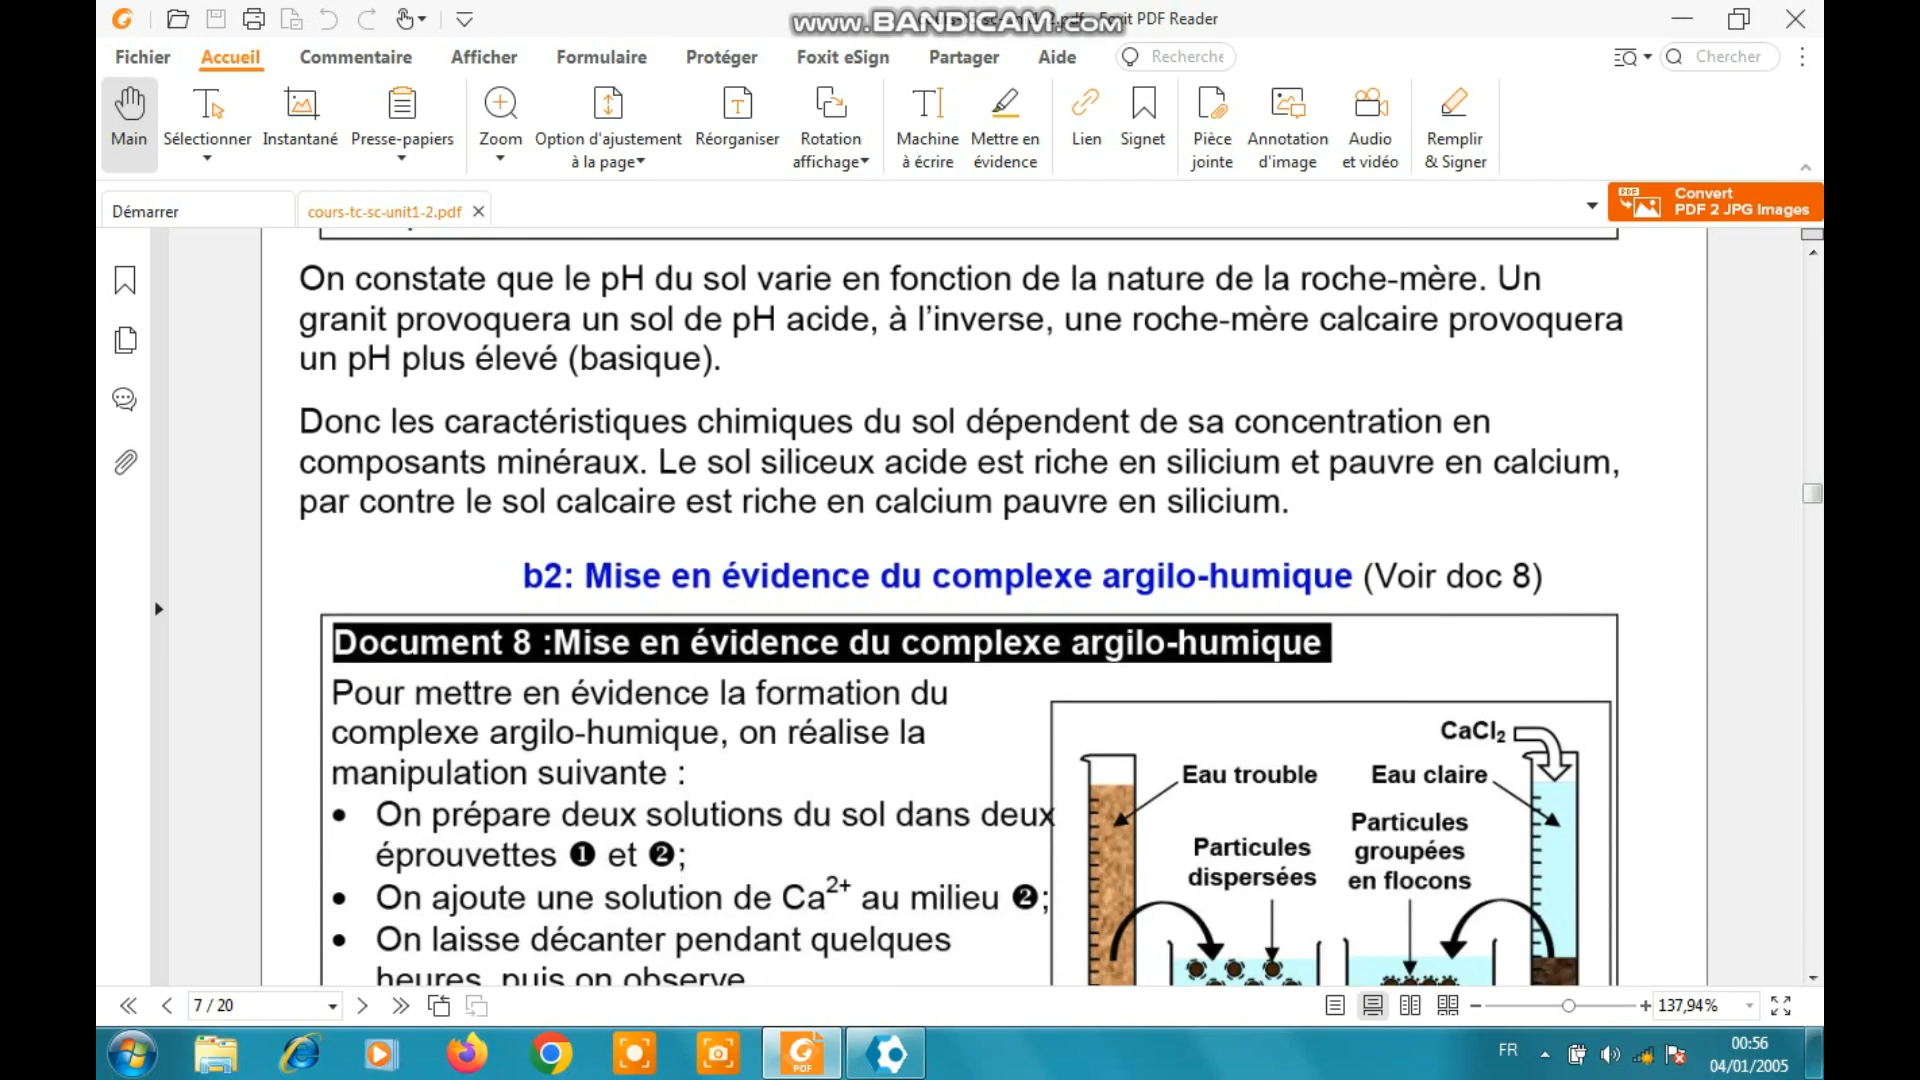 www.BANDICAM.com
Foxit PDF Reader
Fichier Accueil Commentaire Afficher Formulaire Protéger Foxit eSign Partager Aide Recherche Chercher
Main Sélectionner Instantané Presse-papiers Zoom Option d'ajustement à la page Réorganiser Rotation affichage Machine à écrire Mettre en évidence Lien Signet Pièce jointe Annotation d'image Audio et vidéo Remplir & Signer
Démarrer cours-tc-sc-unit1-2.pdf
PDF Convert
PDF 2 JPG Images
On constate que le pH du sol varie en fonction de la nature de la roche-mère. Un
granit provoquera un sol de pH acide, à l'inverse, une roche-mère calcaire provoquera
un pH plus élevé (basique).
Donc les caractéristiques chimiques du sol dépendent de sa concentration en
composants minéraux. Le sol siliceux acide est riche en silicium et pauvre en calcium,
par contre le sol calcaire est riche en calcium pauvre en silicium.
b2: Mise en évidence du complexe argilo-humique (Voir doc 8)
Document 8 :Mise en évidence du complexe argilo-humique
Pour mettre en évidence la formation du
complexe argilo-humique, on réalise la
manipulation suivante :
• On prépare deux solutions du sol dans deux
éprouvettes ❶ et ❷;
• On ajoute une solution de Ca²⁺ au milieu ❷;
• On laisse décanter pendant quelques
heures, puis on observe
CaCl₂
Eau trouble
Eau claire
Particules
dispersées
Particules
groupées
en flocons
7 / 20
137,94%
PDF
FR
00:56
04/01/2005